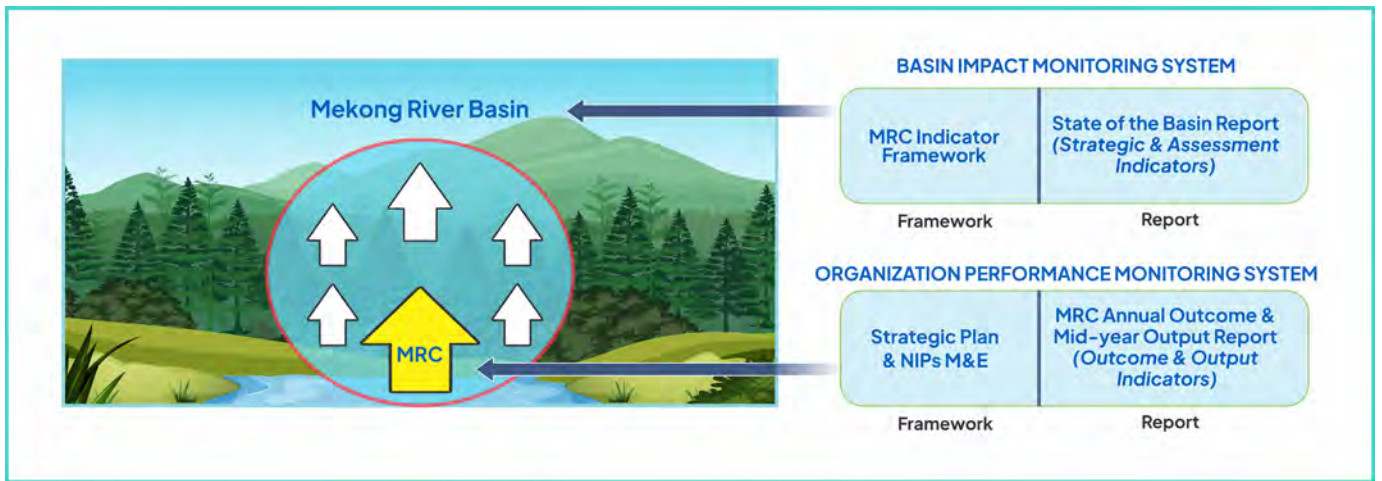 BASIN IMPACT MONITORING SYSTEM
Mekong River Basin
MRC Indicator
Framework
State of the Basin Report
(Strategic & Assessment
Indicators)
Framework
Report
ORGANIZATION PERFORMANCE MONITORING SYSTEM
MRC
Strategic Plan
& NIPs M&E
MRC Annual Outcome &
Mid-year Output Report
(Outcome & Output
Indicators)
Framework
Report